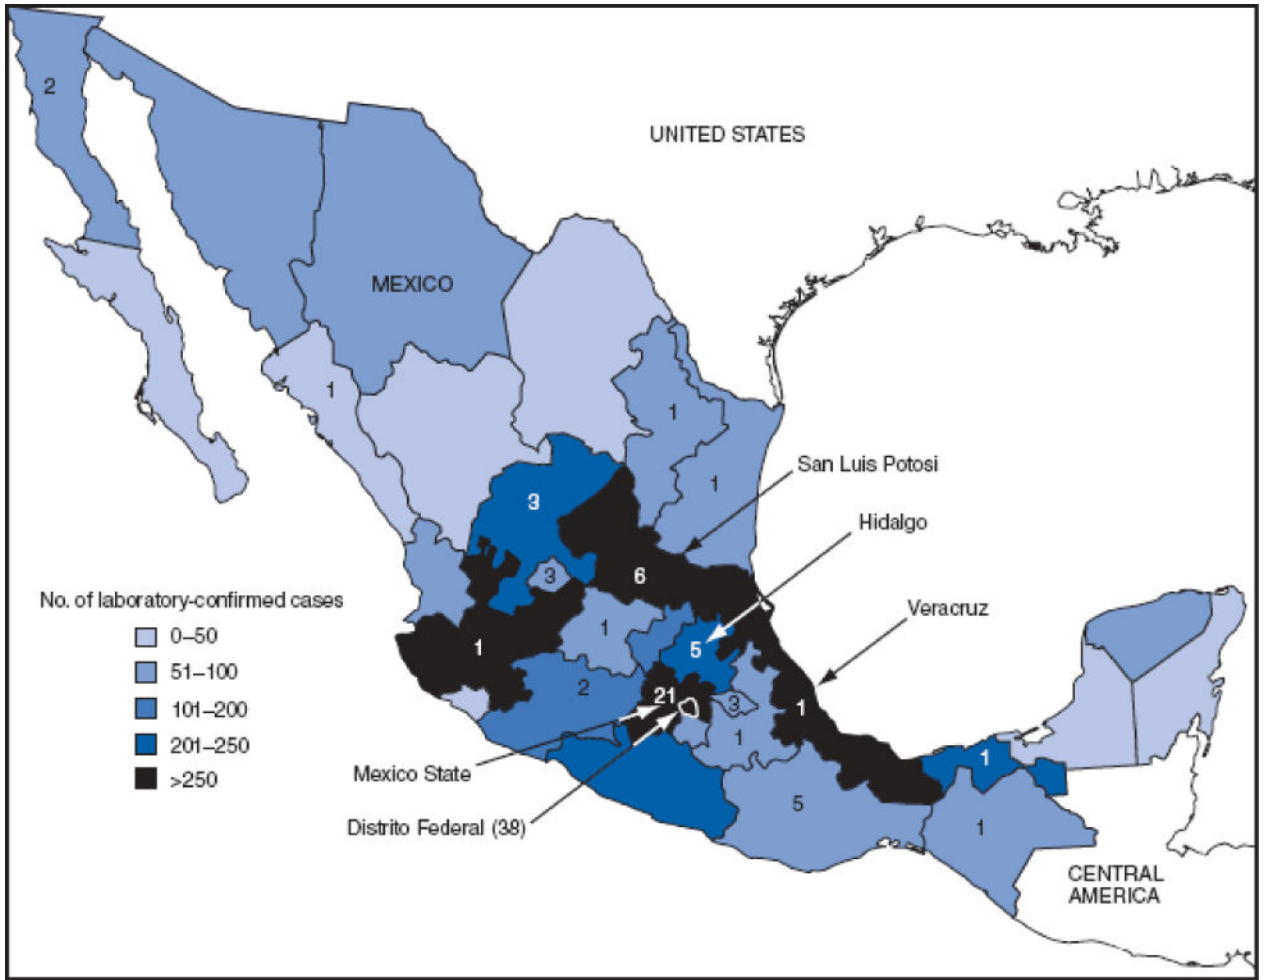 2
UNITED STATES
MEXICO
1
1
1
San Luis Potosi
3
Hidalgo
3
6
No. of laboratory-confirmed cases
0–50
51–100
101–200
201–250
>250
Veracruz
1
1
5
2
21
3
1
1
1
Mexico State
5
Distrito Federal (38)
1
CENTRAL
AMERICA